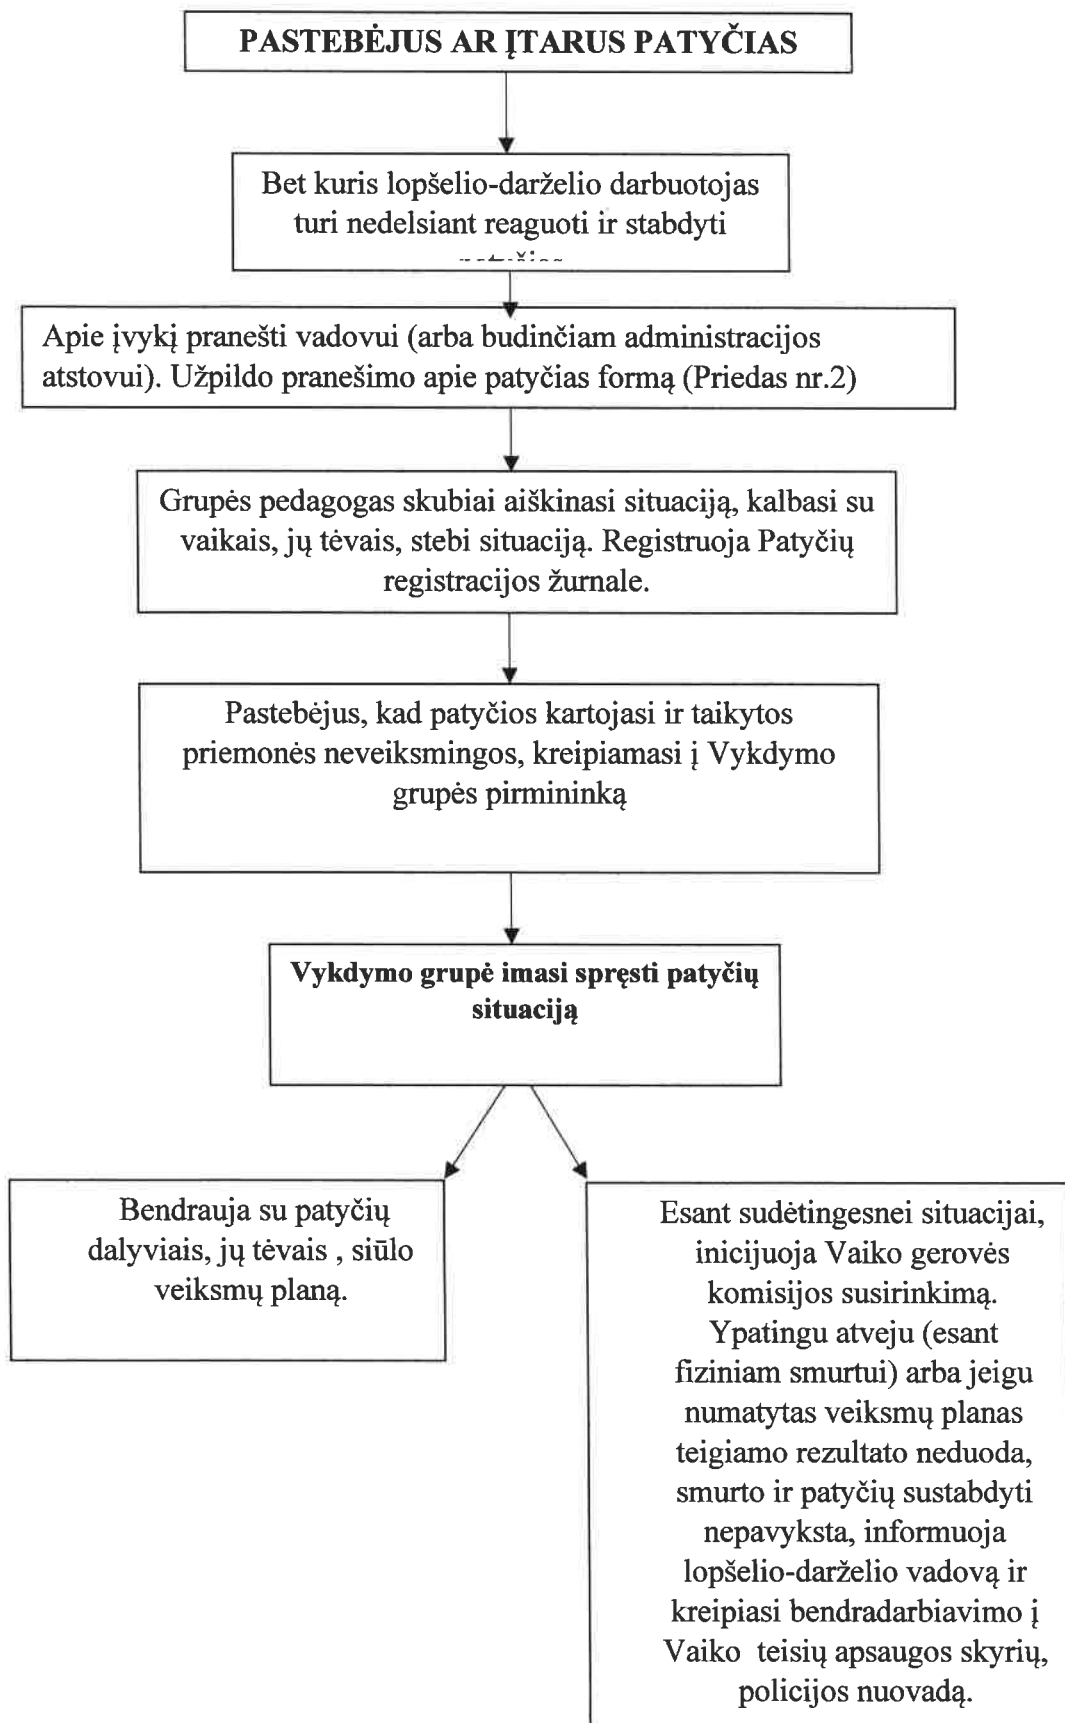 PASTEBĖJUS AR ĮTARUS PATYČIAS
Bet kuris lopšelio-darželio darbuotojas
turi nedelsiant reaguoti ir stabdyti
Apie įvykį pranešti vadovui (arba budinčiam administracijos
atstovui). Užpildo pranešimo apie patyčias formą (Priedas nr.2)
Grupės pedagogas skubiai aiškinasi situaciją, kalbasi su
vaikais, jų tėvais, stebi situaciją. Registruoja Patyčių
registracijos žurnale.
Pastebėjus, kad patyčios kartojasi ir taikytos
priemonės neveiksmingos, kreipiamasi į Vykdymo
grupės pirmininką
Vykdymo grupė imasi spręsti patyčių
situaciją
Bendrauja su patyčių
dalyviais, jų tėvais , siūlo
veiksmų planą.
Esant sudėtingesnei situacijai,
inicijuoja Vaiko gerovės
komisijos susirinkimą.
Ypatingu atveju (esant
fiziniam smurtui) arba jeigu
numatytas veiksmų planas
teigiamo rezultato neduoda,
smurto ir patyčių sustabdyti
nepavyksta, informuoja
lopšelio-darželio vadovą ir
kreipiasi bendradarbiavimo į
Vaiko  teisių apsaugos skyrių,
policijos nuovadą.